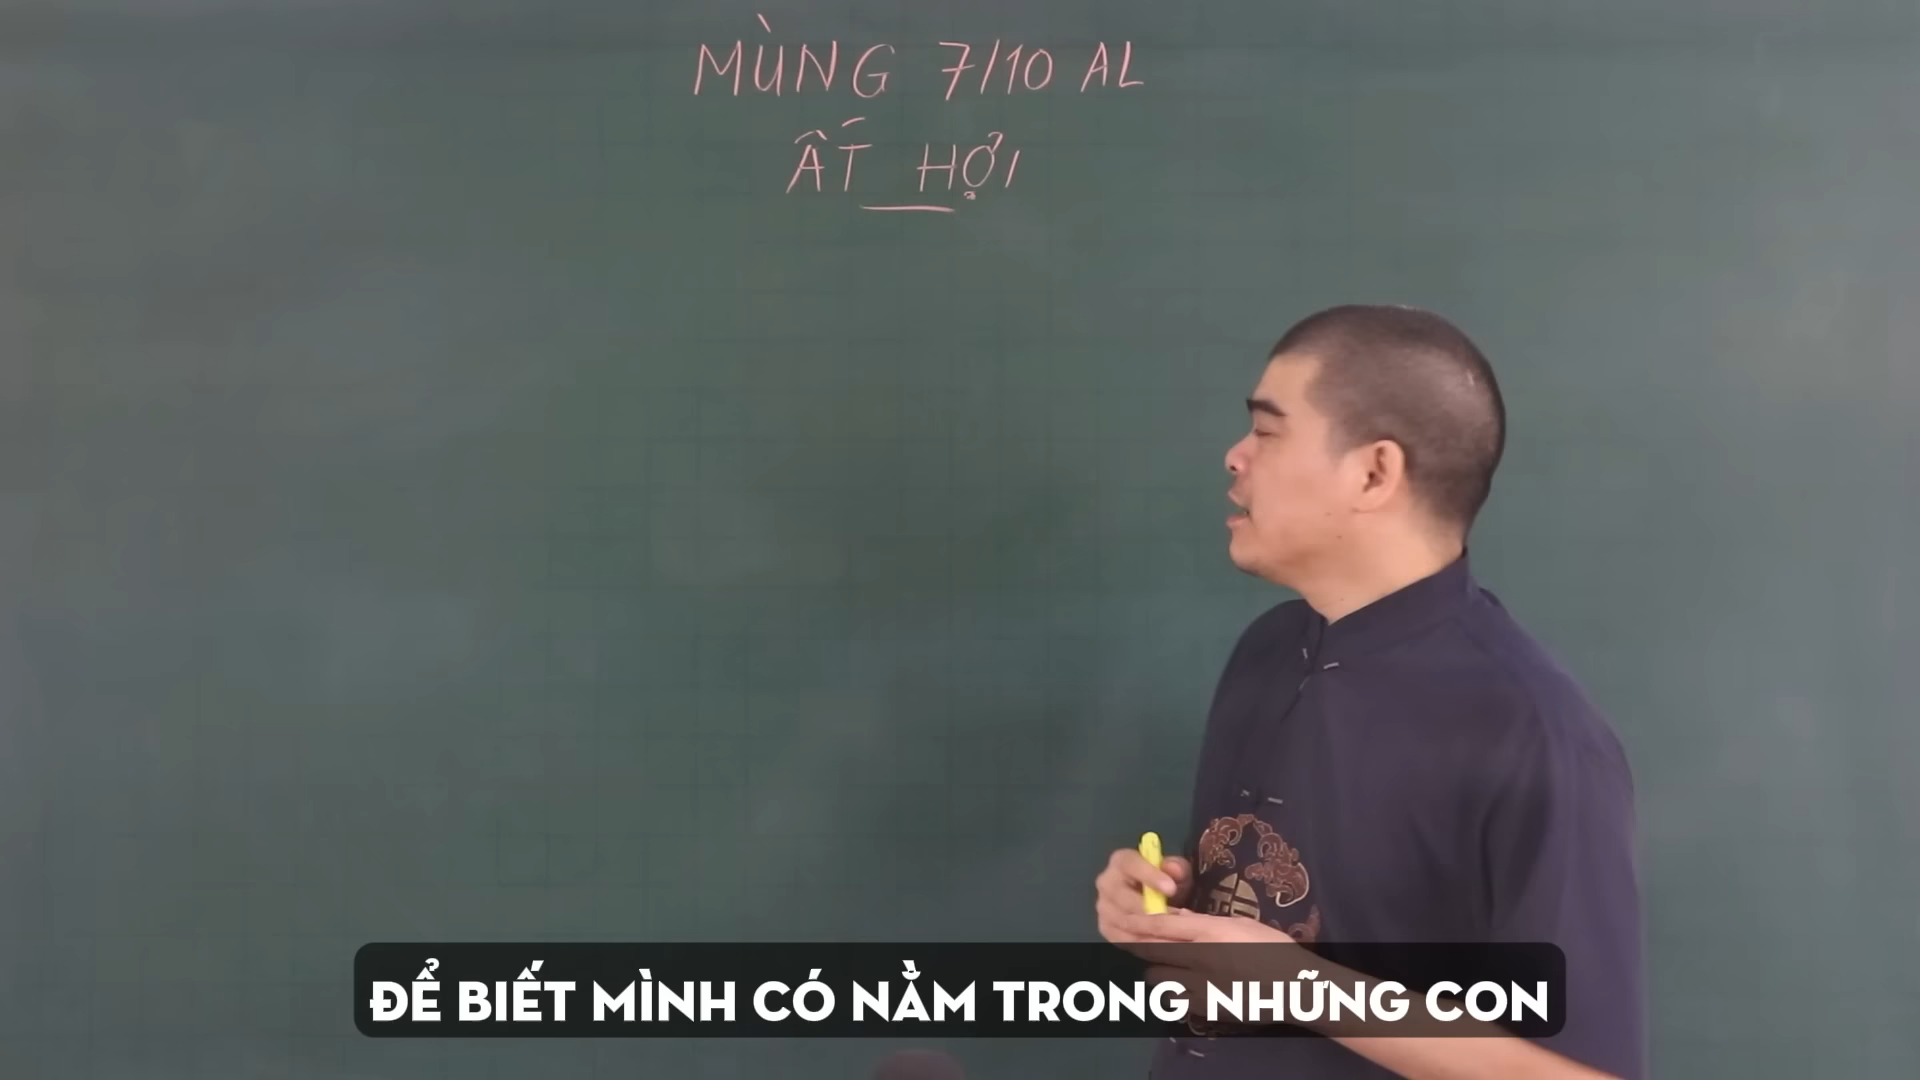 MÙNG 7/10 AL
ẤT HỢI
ĐỂ BIẾT MÌNH CÓ NẰM TRONG NHỮNG CON